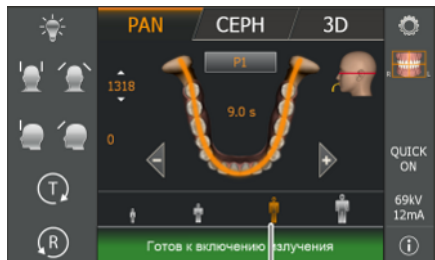 PAN
CEPH
3D
P1
1318
9.0 s
0
R
L
QUICK
ON
69kV
12mA
T
R
Готов к включению излучения